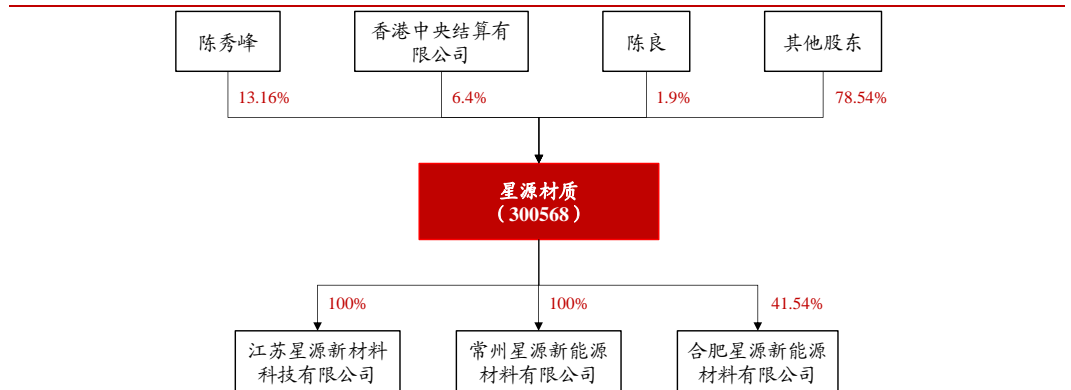 陈秀峰
香港中央结算有
限公司
陈良
其他股东
13.16%
6.4%
1.9%
78.54%
星源材质
（300568）
100%
100%
41.54%
江苏星源新材料
科技有限公司
常州星源新能源
材料有限公司
合肥星源新能源
材料有限公司